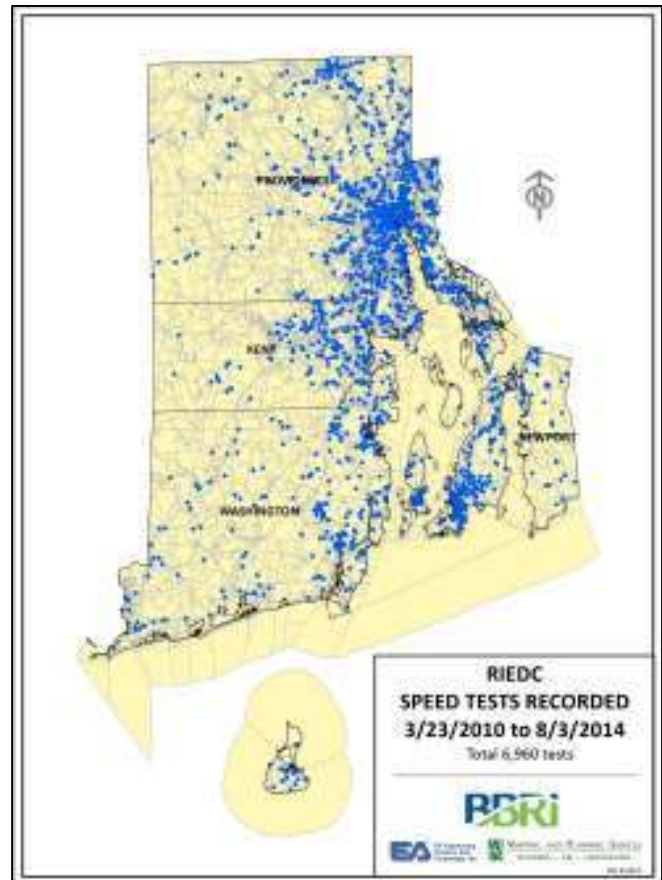 PROVIDENCE
N
KENT
NEWPORT
WASHINGTON
RIEDC
SPEED TESTS RECORDED
3/23/2010 to 8/3/2014
Total 6,960 tests
BBRi
EA